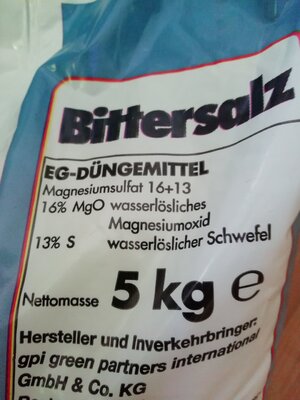 Bittersalz
EG-DÜNGEMITTEL
Magnesiumsulfat 16+13
16% MgO wasserlösliches
Magnesiumoxid
13% S wasserlöslicher Schwefel
Nettomasse 5 kg ℮
Hersteller und Inverkehrbringer:
gpi green partners international
GmbH & Co. KG